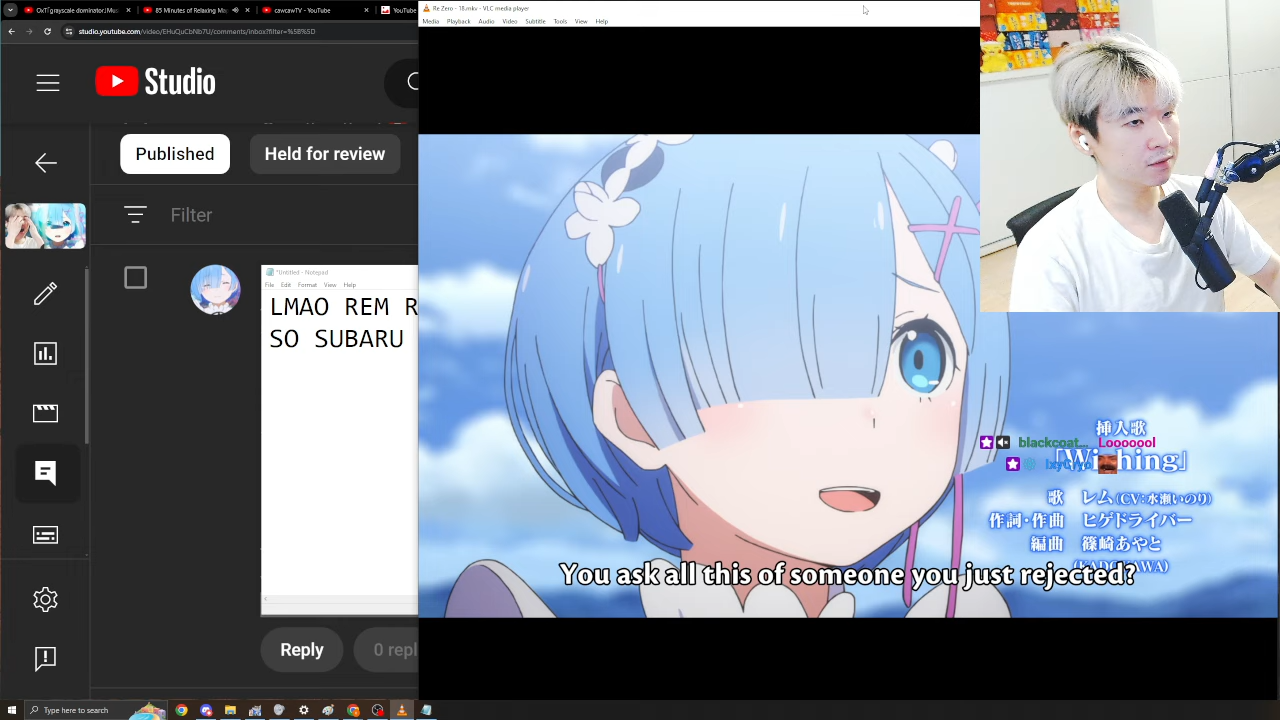 OxT「grayscale dominator」Music
85 Minutes of Relaxing Ma
cawcawTV - YouTube
YouTube
studio.youtube.com/video/EHuQuCbNb7U/comments/inbox?filter=%5B%5D
Studio
Published
Held for review
Filter
*Untitled - Notepad
File Edit Format View Help
LMAO REM R
SO SUBARU
Reply
0 repl
Re Zero - 18.mkv - VLC media player
Media Playback Audio Video Subtitle Tools View Help
挿入歌
「Wishing」
歌 レム(CV:水瀬いのり)
作詞・作曲 ヒゲドライバー
編曲 篠崎あやと
blackcoat... Looooool
You ask all this of someone you just rejected?
Type here to search